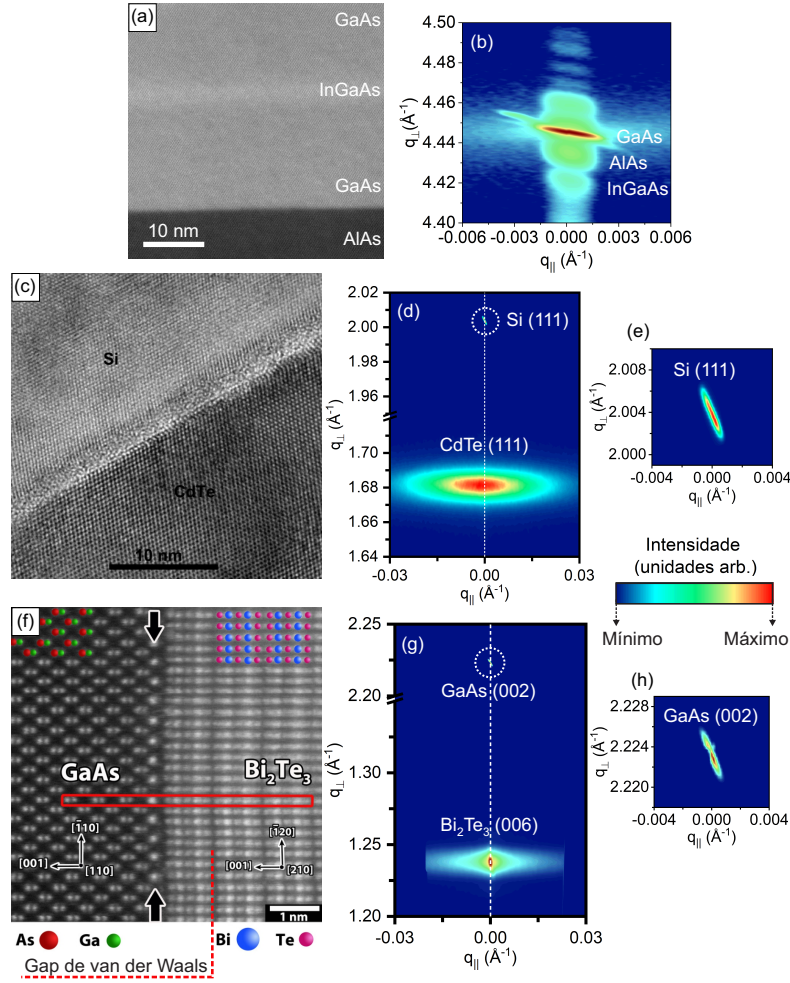 (a)
GaAs
InGaAs
GaAs
10 nm
AlAs
(b)
4.50
4.48
4.46
4.44
4.42
4.40
q⊥(Å⁻¹)
GaAs
AlAs
InGaAs
-0.006 -0.003 0.000 0.003 0.006
q|| (Å⁻¹)
(c)
Si
CdTe
10 nm
(d)
2.02
2.00
1.98
1.96
1.70
1.68
1.66
1.64
q⊥ (Å⁻¹)
Si (111)
CdTe (111)
-0.03 0.00 0.03
q|| (Å⁻¹)
(e)
Si (111)
2.008
2.004
2.000
q⊥ (Å⁻¹)
-0.004 0.000 0.004
q|| (Å⁻¹)
Intensidade
(unidades arb.)
Mínimo Máximo
(f)
GaAs Bi₂Te₃
[1̄10]
[001]
[110]
[1̄20]
[001]
[210]
1 nm
As Ga Bi Te
Gap de van der Waals
(g)
2.25
2.20
1.30
1.25
1.20
q⊥ (Å⁻¹)
GaAs (002)
Bi₂Te₃ (006)
-0.03 0.00 0.03
q|| (Å⁻¹)
(h)
GaAs (002)
2.228
2.224
2.220
q⊥ (Å⁻¹)
-0.004 0.000 0.004
q|| (Å⁻¹)